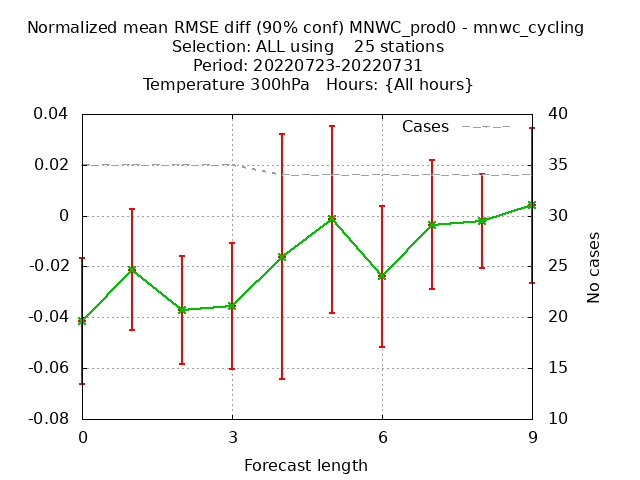 Normalized mean RMSE diff (90% conf) MNWC_prod0 - mnwc_cycling
Selection: ALL using    25 stations
Period: 20220723-20220731
Temperature 300hPa   Hours: {All hours}
0.04 40
Cases
0.02 35
0 30
-0.02 25
-0.04 20
-0.06 15
-0.08 10
No cases
0 3 6 9
Forecast length